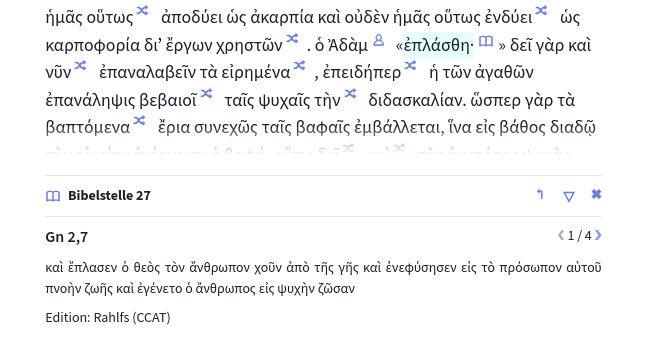 ἡμᾶς οὕτως ἀποδύει ὡς ἀκαρπία καὶ οὐδὲν ἡμᾶς οὕτως ἐνδύει ὡς
καρποφορία δι’ ἔργων χρηστῶν . ὁ Ἀδὰμ «ἐπλάσθη· » δεῖ γὰρ καὶ
νῦν ἐπαναλαβεῖν τὰ εἰρημένα , ἐπειδήπερ ἡ τῶν ἀγαθῶν
ἐπανάληψις βεβαιοῖ ταῖς ψυχαῖς τὴν διδασκαλίαν. ὥσπερ γὰρ τὰ
βαπτόμενα ἔρια συνεχῶς ταῖς βαφαῖς ἐμβάλλεται, ἵνα εἰς βάθος διαδῷ
Bibelstelle 27
Gn 2,7
1 / 4
καὶ ἔπλασεν ὁ θεὸς τὸν ἄνθρωπον χοῦν ἀπὸ τῆς γῆς καὶ ἐνεφύσησεν εἰς τὸ πρόσωπον αὐτοῦ
πνοὴν ζωῆς καὶ ἐγένετο ὁ ἄνθρωπος εἰς ψυχὴν ζῶσαν
Edition: Rahlfs (CCAT)